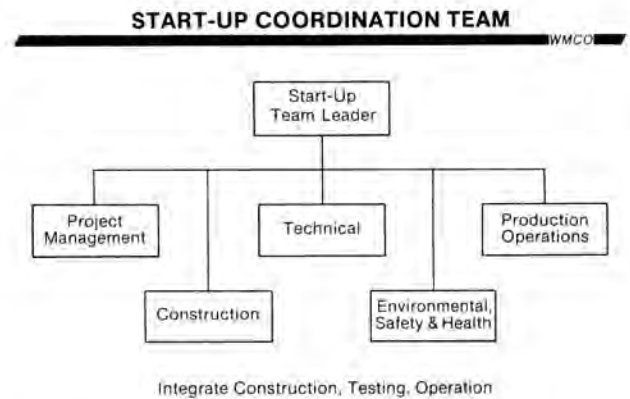 START-UP COORDINATION TEAM
WMCO
Start-Up
Team Leader
Project
Management
Technical
Production
Operations
Construction
Environmental,
Safety & Health
Integrate Construction, Testing, Operation